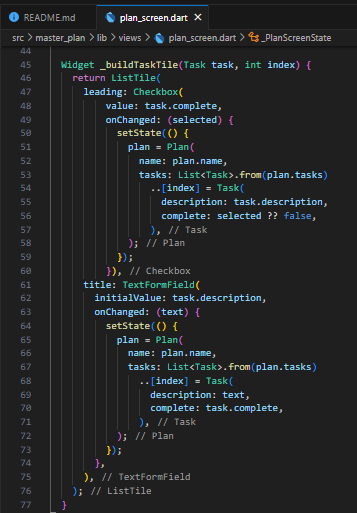 README.md
plan_screen.dart
src > master_plan > lib > views > plan_screen.dart > _PlanScreenState
44
45 Widget _buildTaskTile(Task task, int index) {
46 return ListTile(
47 leading: Checkbox(
48 value: task.complete,
49 onChanged: (selected) {
50 setState(() {
51 plan = Plan(
52 name: plan.name,
53 tasks: List<Task>.from(plan.tasks)
54 ..[index] = Task(
55 description: task.description,
56 complete: selected ?? false,
57 ), // Task
58 ); // Plan
59 });
60 }), // Checkbox
61 title: TextFormField(
62 initialValue: task.description,
63 onChanged: (text) {
64 setState(() {
65 plan = Plan(
66 name: plan.name,
67 tasks: List<Task>.from(plan.tasks)
68 ..[index] = Task(
69 description: text,
70 complete: task.complete,
71 ), // Task
72 ); // Plan
73 });
74 },
75 ), // TextFormField
76 ); // ListTile
77 }